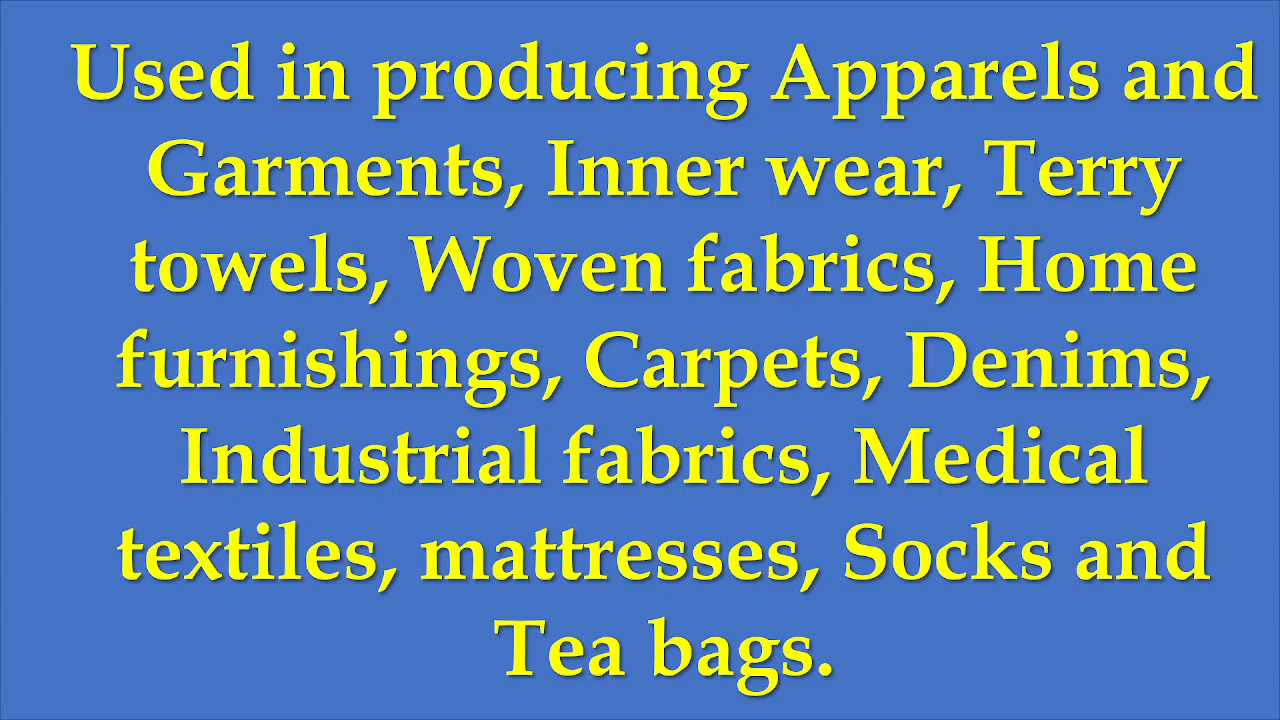 Used in producing Apparels and
Garments, Inner wear, Terry
towels, Woven fabrics, Home
furnishings, Carpets, Denims,
Industrial fabrics, Medical
textiles, mattresses, Socks and
Tea bags.